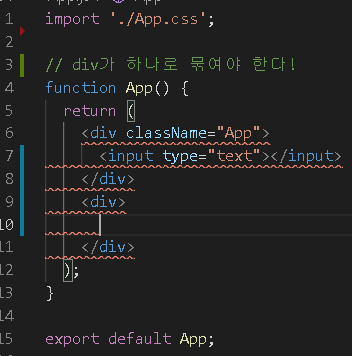 1 import './App.css';
2
3 // div가 하나로 묶여야 한다!
4 function App() {
5 return (
6 <div className="App">
7 <input type="text"></input>
8 </div>
9 <div>
10
11 </div>
12 );
13 }
14
15 export default App;